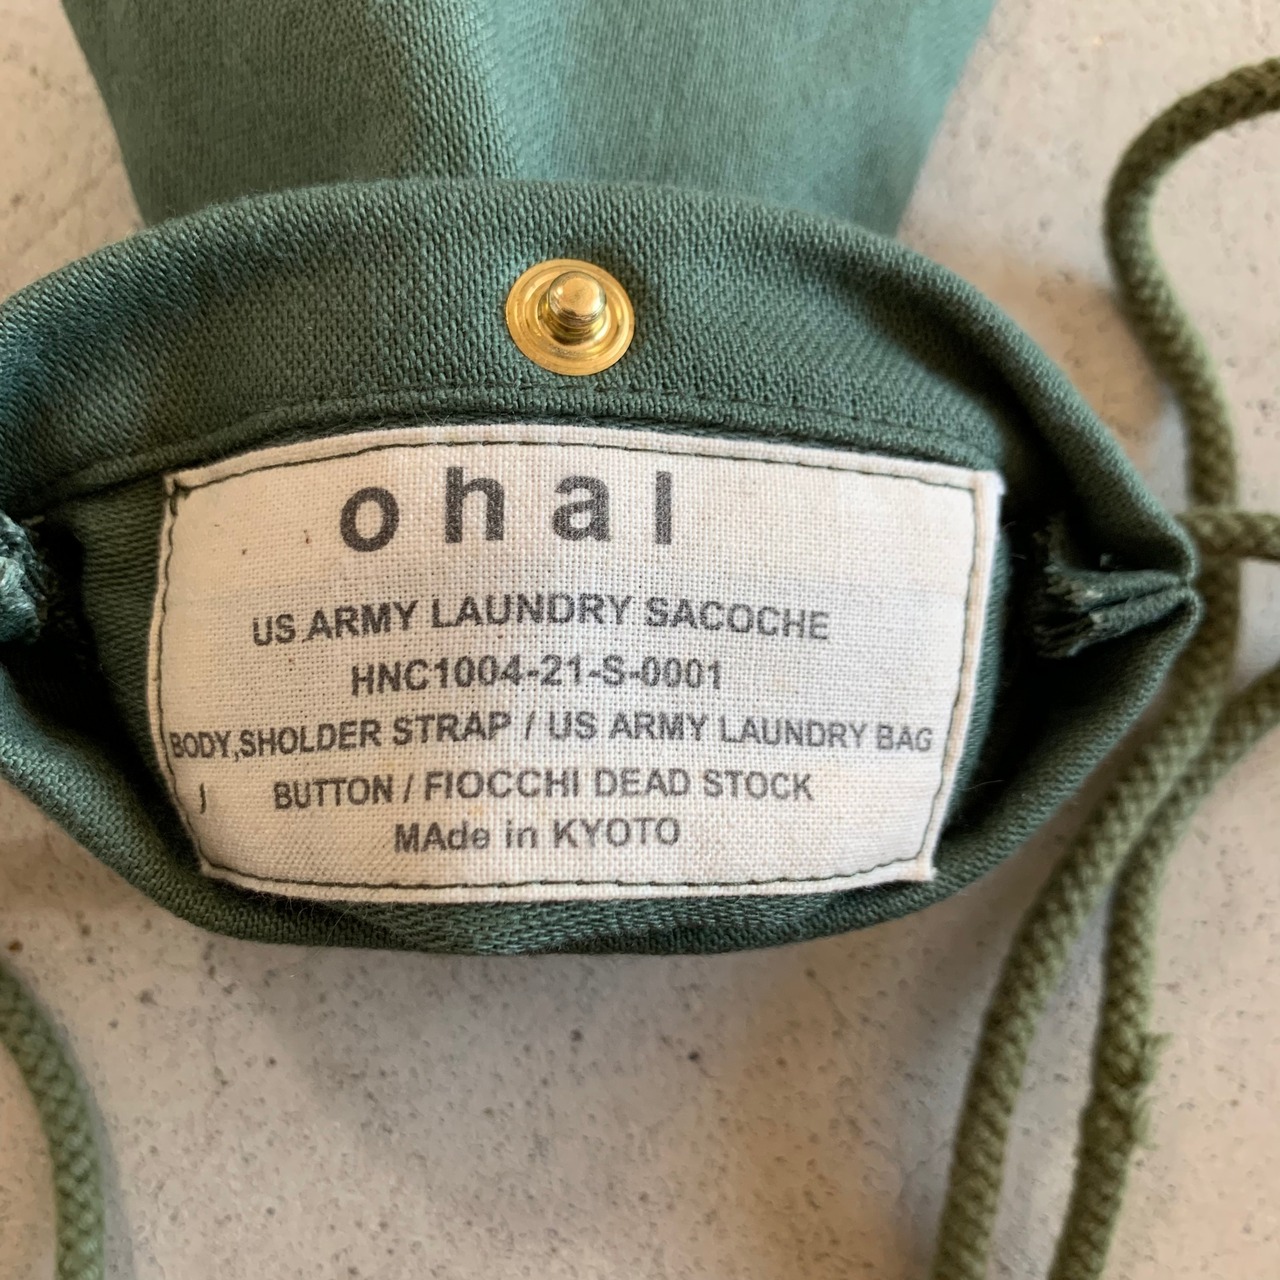 ohal
US ARMY LAUNDRY SACOCHE
HNC1004-21-S-0001
BODY,SHOLDER STRAP / US ARMY LAUNDRY BAG
BUTTON / FIOCCHI DEAD STOCK
MAde in KYOTO